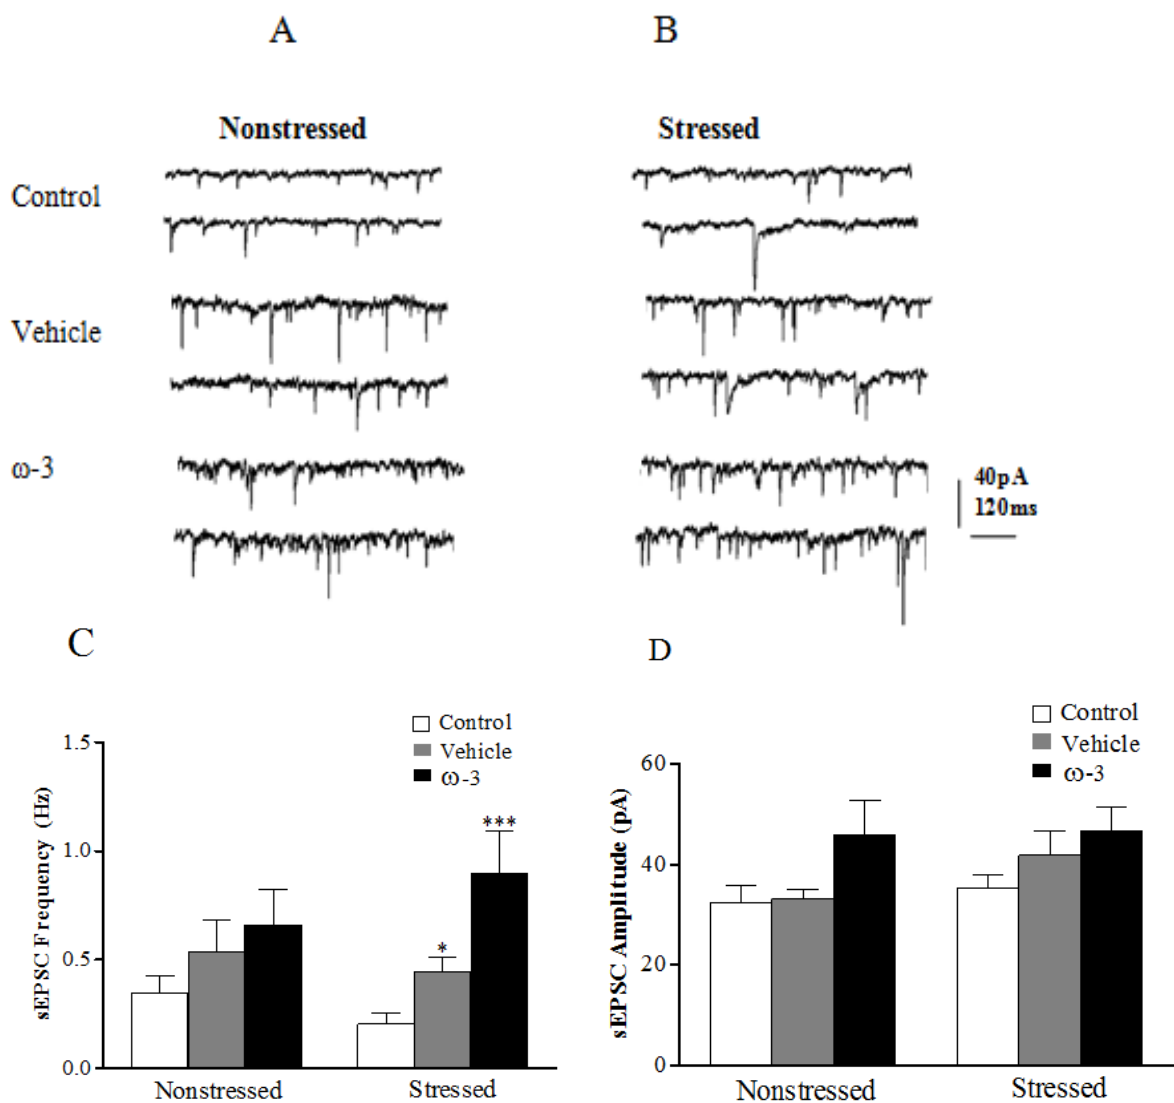 A
B
Nonstressed
Stressed
Control
Vehicle
ω-3
40pA
120ms
C
D
Control
Vehicle
ω-3
Control
Vehicle
ω-3
sEPSC Frequency (Hz)
1.5
1.0
0.5
0.0
***
*
Nonstressed
Stressed
sEPSC Amplitude (pA)
60
40
20
0
Nonstressed
Stressed